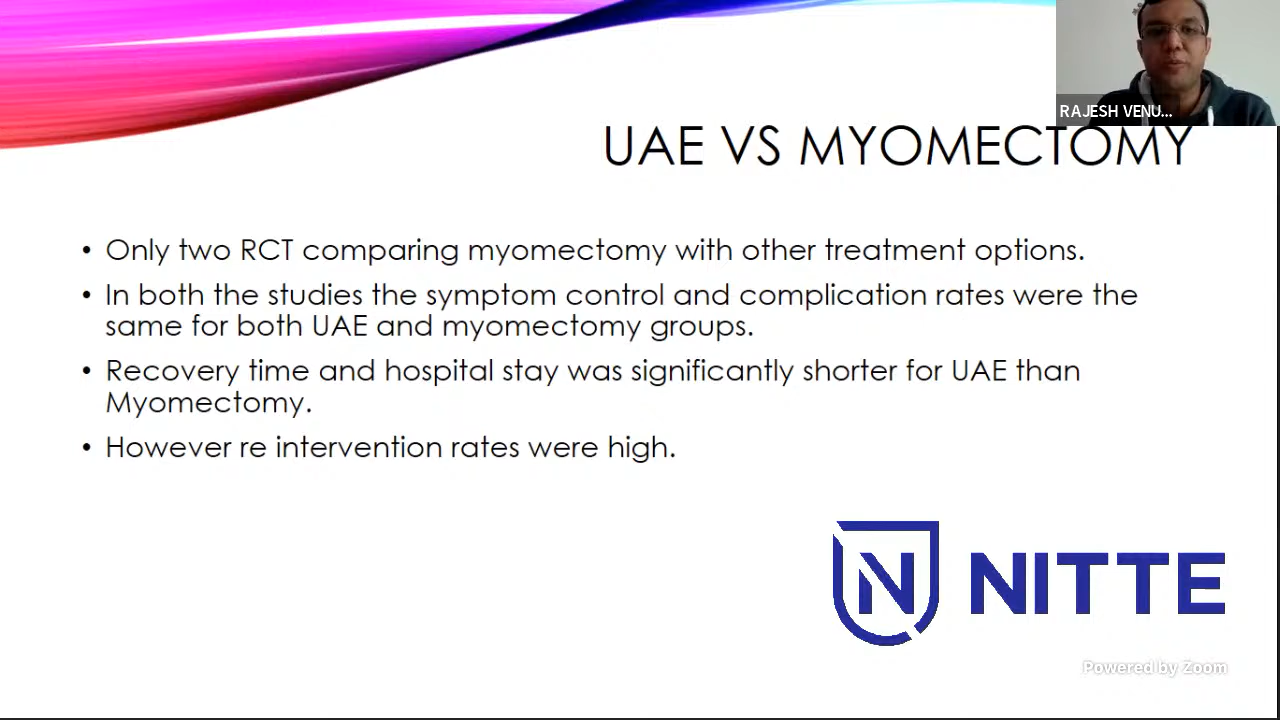 RAJESH VENU...
UAE VS MYOMECTOMY
• Only two RCT comparing myomectomy with other treatment options.
• In both the studies the symptom control and complication rates were the
same for both UAE and myomectomy groups.
• Recovery time and hospital stay was significantly shorter for UAE than
Myomectomy.
• However re intervention rates were high.
N NITTE
Powered by Zoom